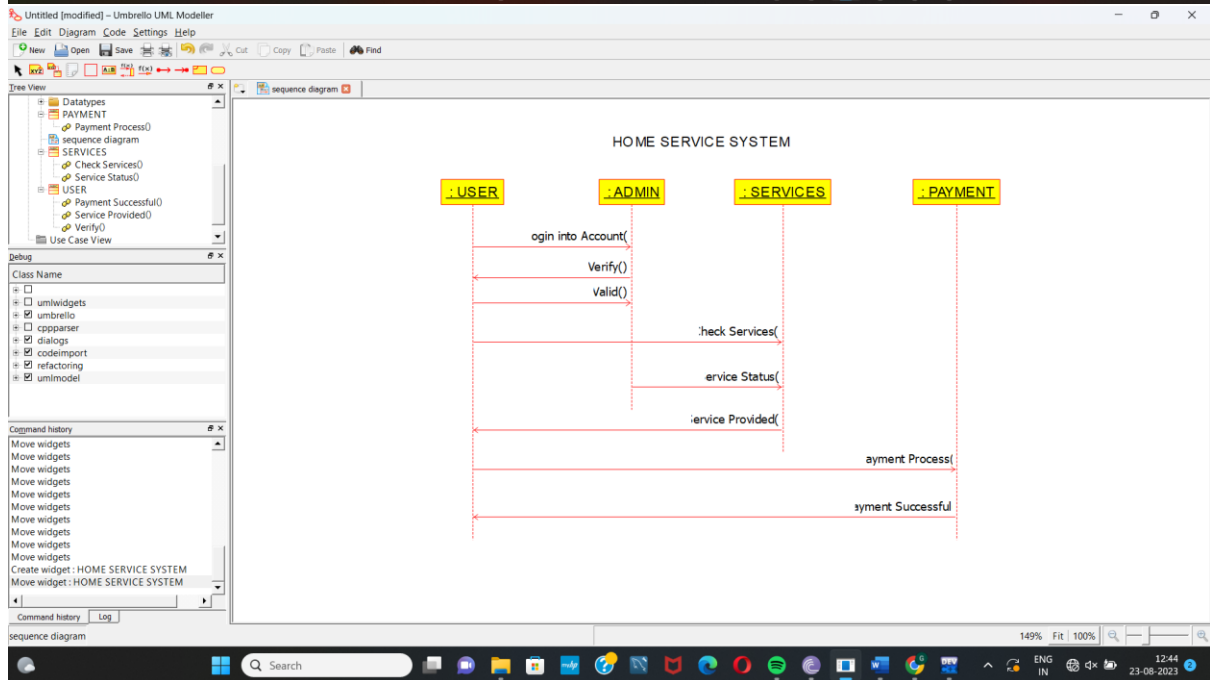 Untitled [modified] – Umbrello UML Modeller
File Edit Diagram Code Settings Help
New Open Save Cut Copy Paste Find
Tree View
sequence diagram
Datatypes
PAYMENT
Payment Process()
sequence diagram
SERVICES
Check Services()
Service Status()
USER
Payment Successful()
Service Provided()
Verify()
Use Case View
Debug
Class Name
umlwidgets
umbrello
cppparser
dialogs
codeimport
refactoring
umlmodel
Command history
Move widgets
Move widgets
Move widgets
Move widgets
Move widgets
Move widgets
Move widgets
Move widgets
Move widgets
Move widgets
Create widget : HOME SERVICE SYSTEM
Move widget : HOME SERVICE SYSTEM
Command history Log
HOME SERVICE SYSTEM
: USER : ADMIN : SERVICES : PAYMENT
ogin into Account(
Verify()
Valid()
heck Services(
ervice Status(
ervice Provided(
ayment Process(
ayment Successful
sequence diagram
149% Fit 100%
Search
ENG
IN
12:44
23-08-2023
2